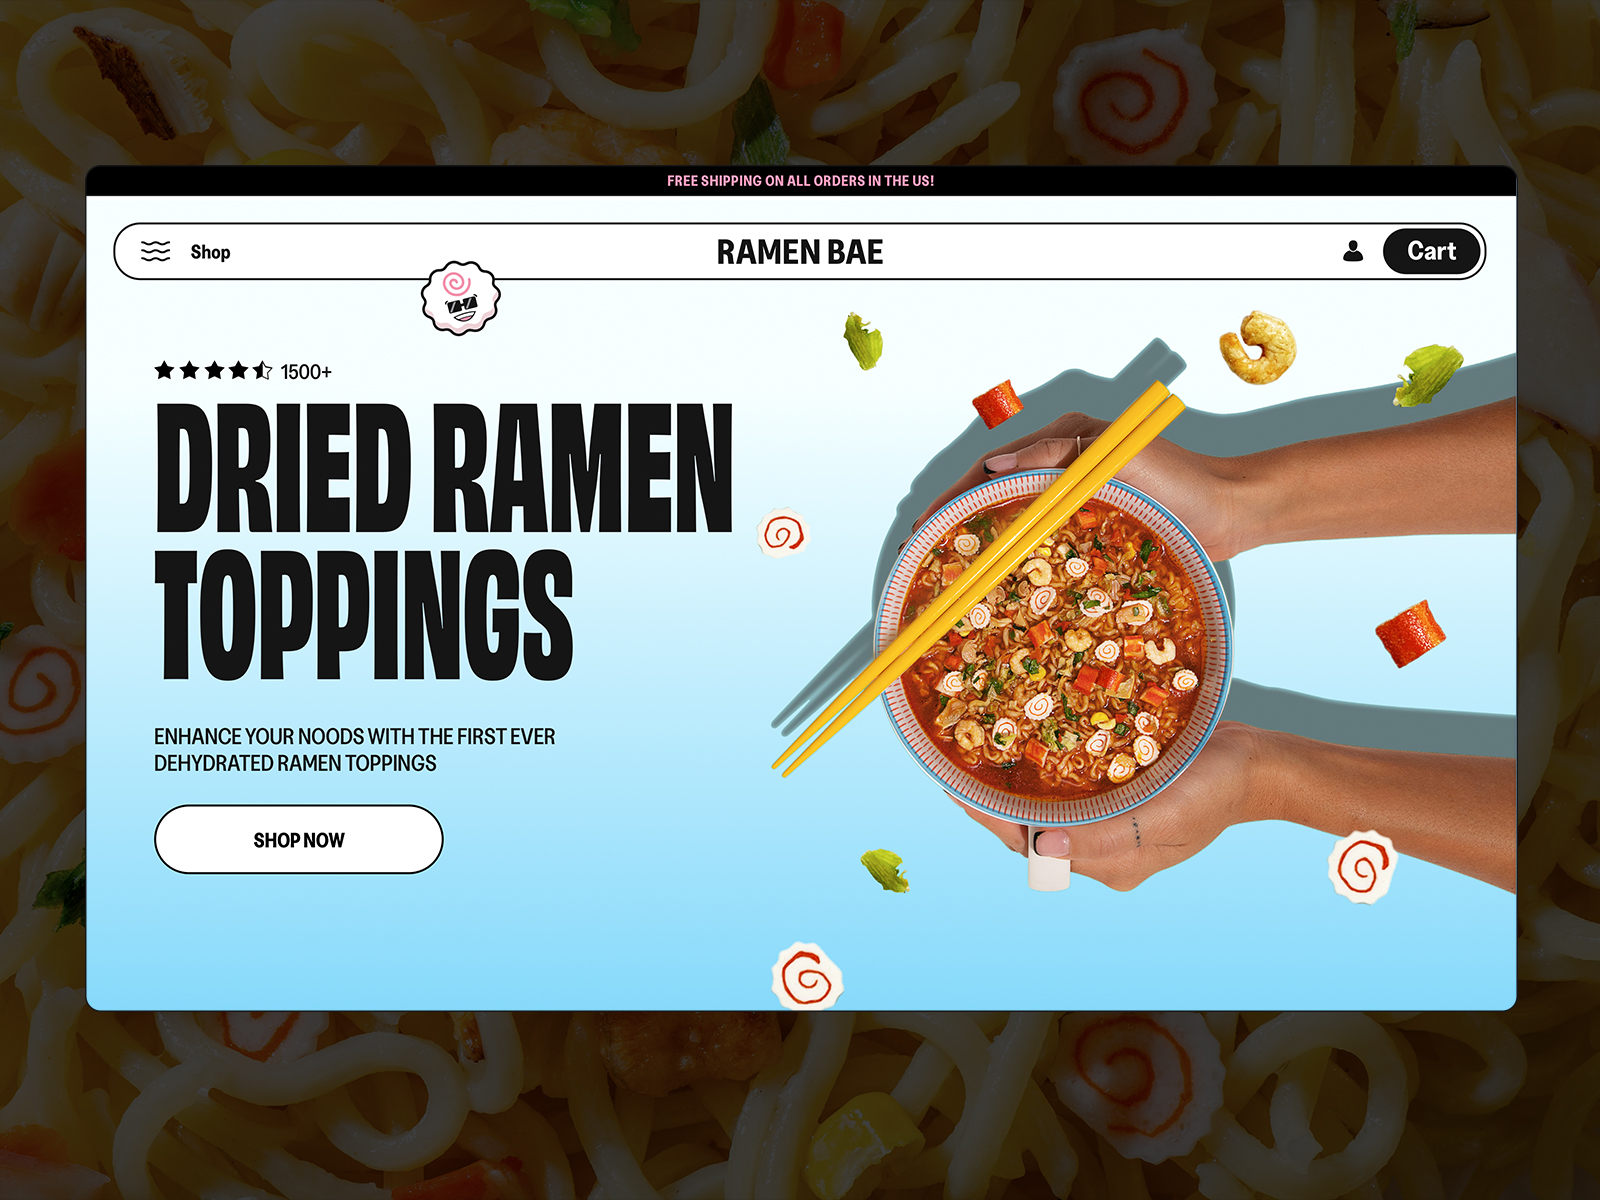 FREE SHIPPING ON ALL ORDERS IN THE US!
Shop
RAMEN BAE
Cart
1500+
DRIED RAMEN
TOPPINGS
ENHANCE YOUR NOODS WITH THE FIRST EVER
DEHYDRATED RAMEN TOPPINGS
SHOP NOW